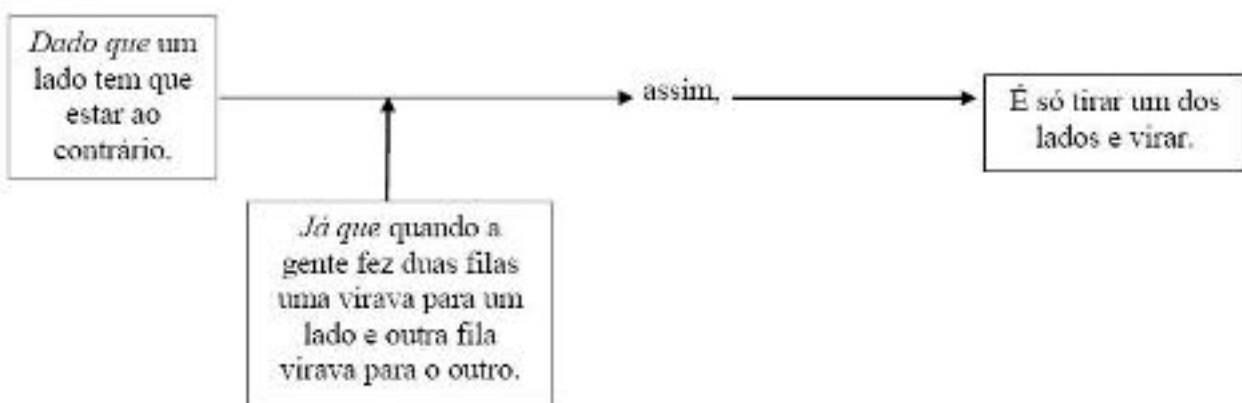 Dado que um
lado tem que
estar ao
contrário.
assim,
É só tirar um dos
lados e virar.
Já que quando a
gente fez duas filas
uma virava para um
lado e outra fila
virava para o outro.